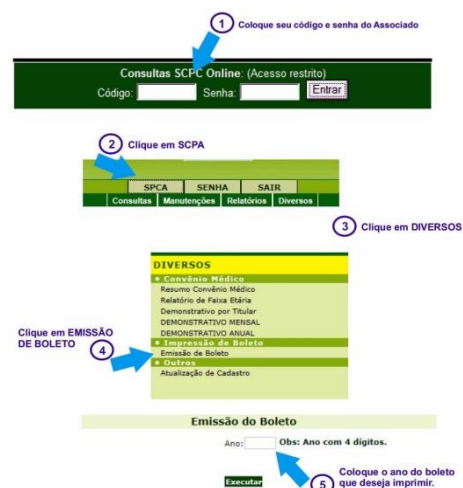 1 Coloque seu código e senha do Associado
Consultas SCPC Online: (Acesso restrito)
Código: Senha: Entrar
2 Clique em SCPA
SPCA SENHA SAIR
Consultas Manutenções Relatórios Diversos
3 Clique em DIVERSOS
DIVERSOS
• Convênio Médico
Resumo Convênio Médico
Relatório de Faixa Etária
Demonstrativo por Titular
DEMONSTRATIVO MENSAL
DEMONSTRATIVO ANUAL
• Impressão de Boleto
Emissão de Boleto
• Outros
Atualização de Cadastro
Clique em EMISSÃO
DE BOLETO 4
Emissão do Boleto
Ano: Obs: Ano com 4 dígitos.
Executar
5 Coloque o ano do boleto
que deseja imprimir.